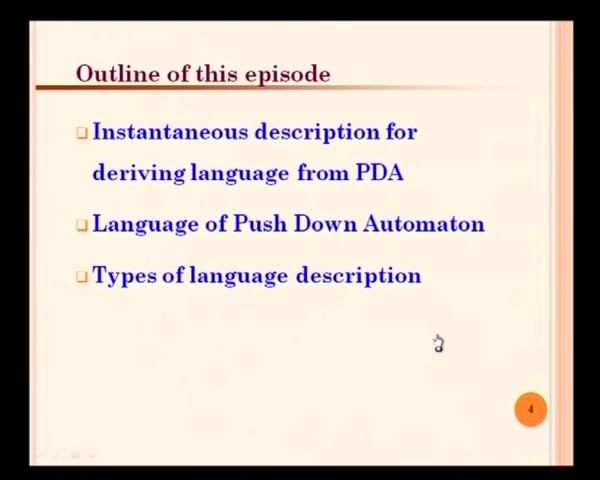 Outline of this episode
Instantaneous description for
deriving language from PDA
Language of Push Down Automaton
Types of language description
4